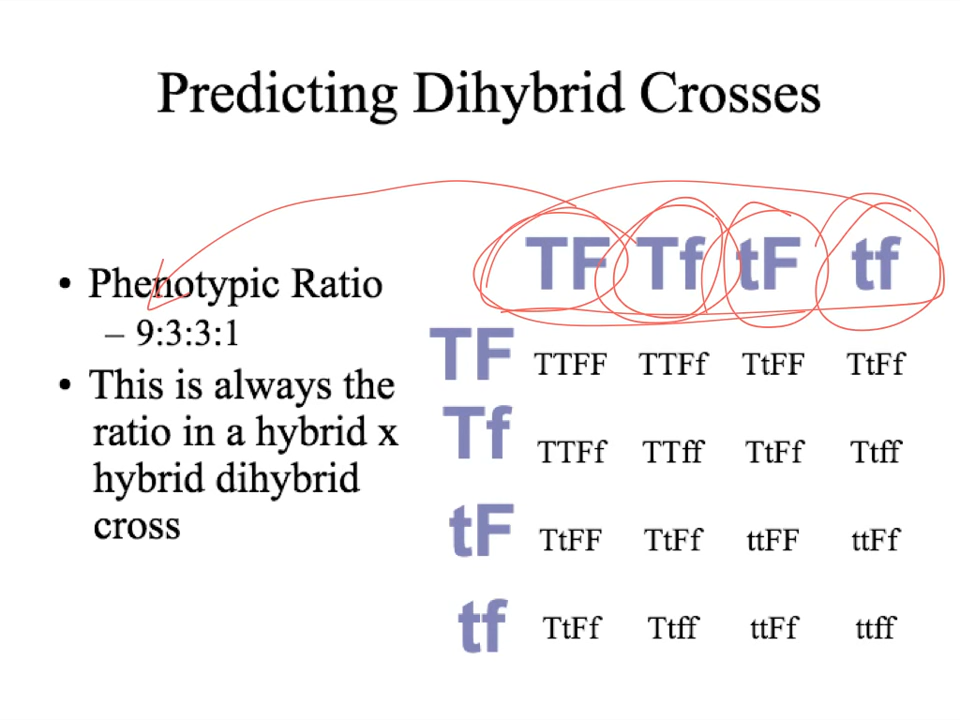 Predicting Dihybrid Crosses
• Phenotypic Ratio
– 9:3:3:1
• This is always the
ratio in a hybrid x
hybrid dihybrid
cross
TF Tf tF tf
TF TTFF TTFf TtFF TtFf
Tf TTFf TTff TtFf Ttff
tF TtFF TtFf ttFF ttFf
tf TtFf Ttff ttFf ttff